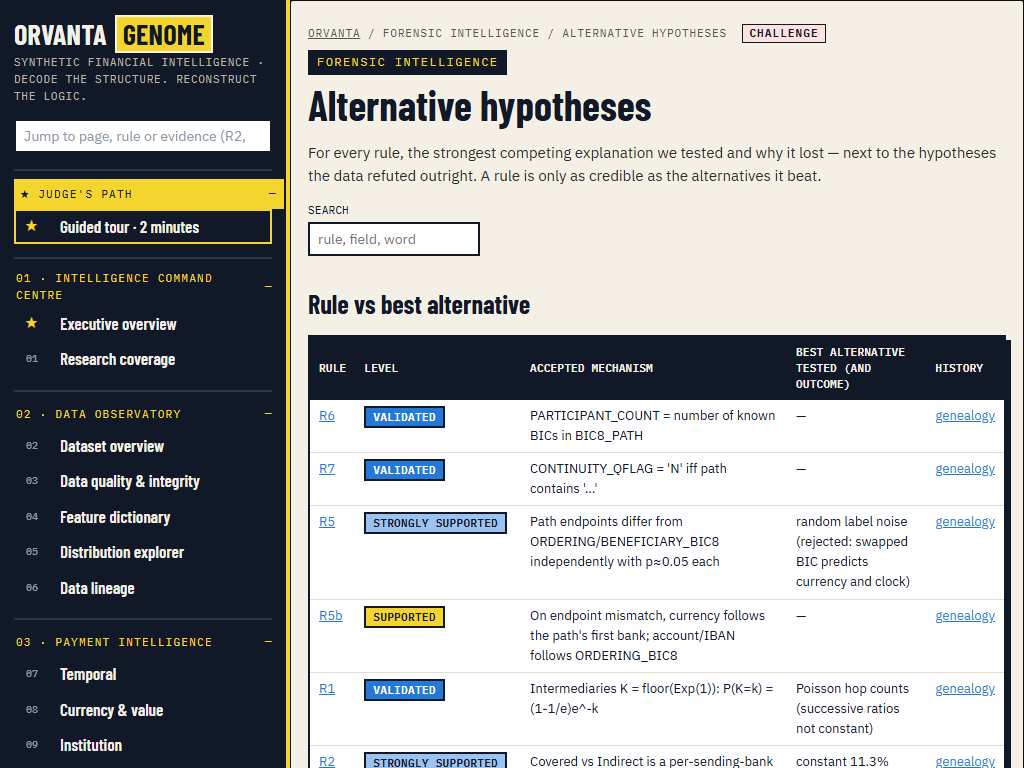 ORVANTA GENOME
SYNTHETIC FINANCIAL INTELLIGENCE ·
DECODE THE STRUCTURE. RECONSTRUCT
THE LOGIC.
Jump to page, rule or evidence (R2,
★ JUDGE'S PATH –
★ Guided tour · 2 minutes
01 · INTELLIGENCE COMMAND
CENTRE –
★ Executive overview
01 Research coverage
02 · DATA OBSERVATORY –
02 Dataset overview
03 Data quality & integrity
04 Feature dictionary
05 Distribution explorer
06 Data lineage
03 · PAYMENT INTELLIGENCE –
07 Temporal
08 Currency & value
09 Institution
ORVANTA / FORENSIC INTELLIGENCE / ALTERNATIVE HYPOTHESES CHALLENGE
FORENSIC INTELLIGENCE
Alternative hypotheses
For every rule, the strongest competing explanation we tested and why it lost — next to the hypotheses
the data refuted outright. A rule is only as credible as the alternatives it beat.
SEARCH
rule, field, word
Rule vs best alternative
RULE LEVEL ACCEPTED MECHANISM BEST ALTERNATIVE TESTED (AND OUTCOME) HISTORY
R6 VALIDATED PARTICIPANT_COUNT = number of known — genealogy
BICs in BIC8_PATH
R7 VALIDATED CONTINUITY_QFLAG = 'N' iff path — genealogy
contains '...'
R5 STRONGLY SUPPORTED Path endpoints differ from random label noise genealogy
ORDERING/BENEFICIARY_BIC8 (rejected: swapped
independently with p≈0.05 each BIC predicts
currency and clock)
R5b SUPPORTED On endpoint mismatch, currency follows — genealogy
the path's first bank; account/IBAN
follows ORDERING_BIC8
R1 VALIDATED Intermediaries K = floor(Exp(1)): P(K=k) = Poisson hop counts genealogy
(1-1/e)e^-k (successive ratios
not constant)
R2 STRONGLY SUPPORTED Covered vs Indirect is a per-sending-bank constant 11.3% genealogy